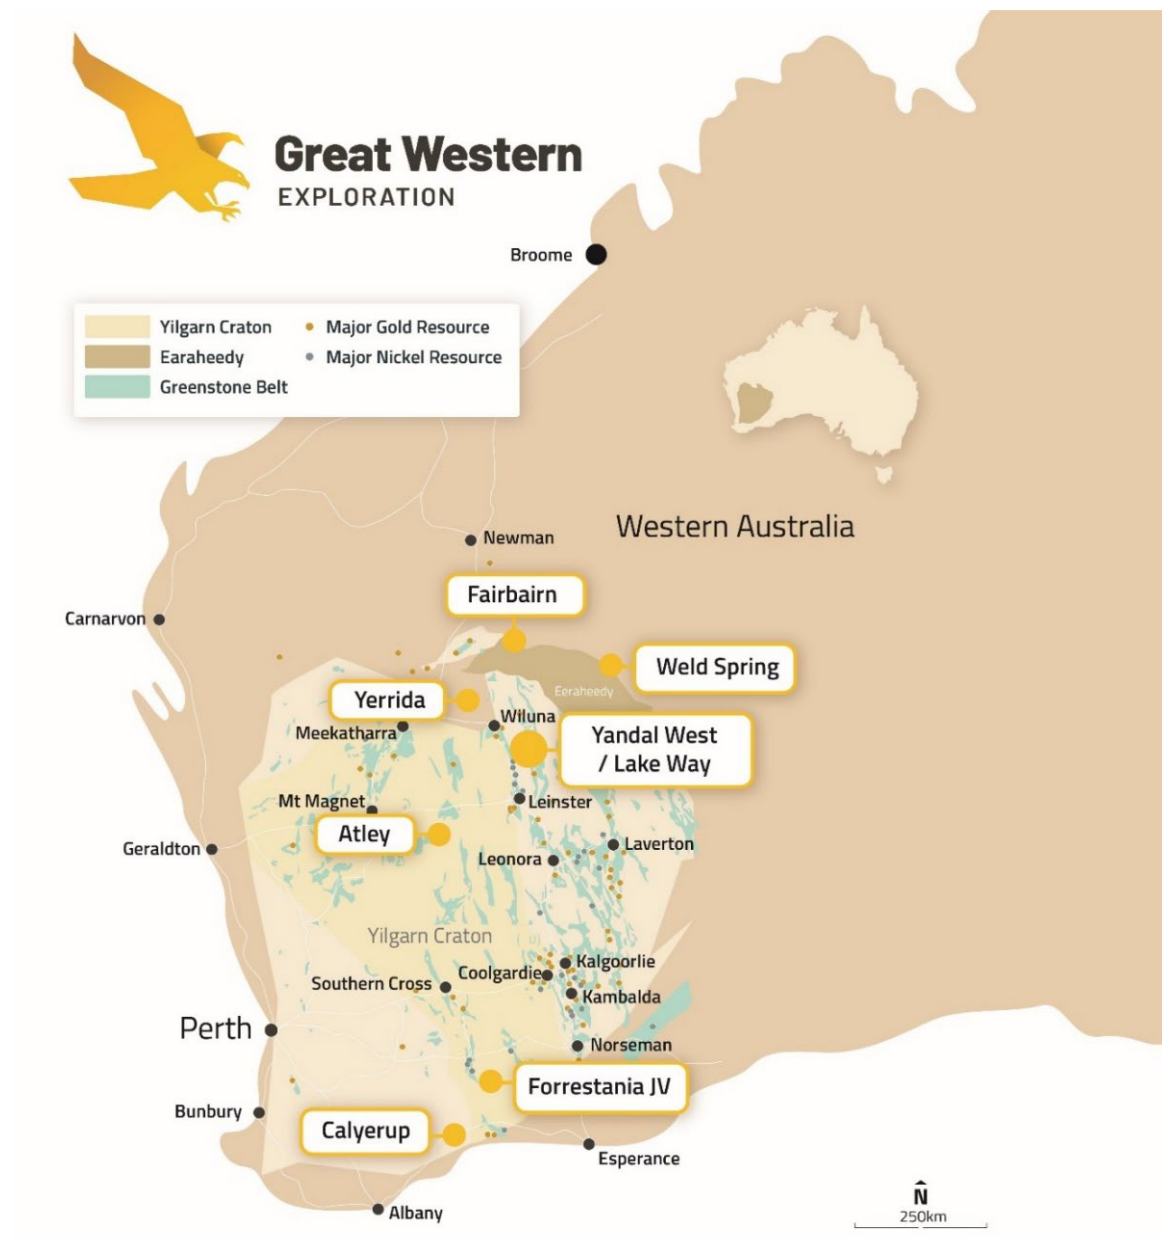 Great Western
EXPLORATION
Broome
Yilgarn Craton
Major Gold Resource
Earaheedy
Major Nickel Resource
Greenstone Belt
Western Australia
Newman
Fairbairn
Carnarvon
Weld Spring
Eeraheedy
Yerrida
Wiluna
Meekatharra
Yandal West
/ Lake Way
Mt Magnet
Leinster
Atley
Geraldton
Laverton
Leonora
Yilgarn Craton
Kalgoorlie
Coolgardie
Southern Cross
Kambalda
Perth
Norseman
Forrestania JV
Bunbury
Calyerup
Esperance
N
Albany
250km